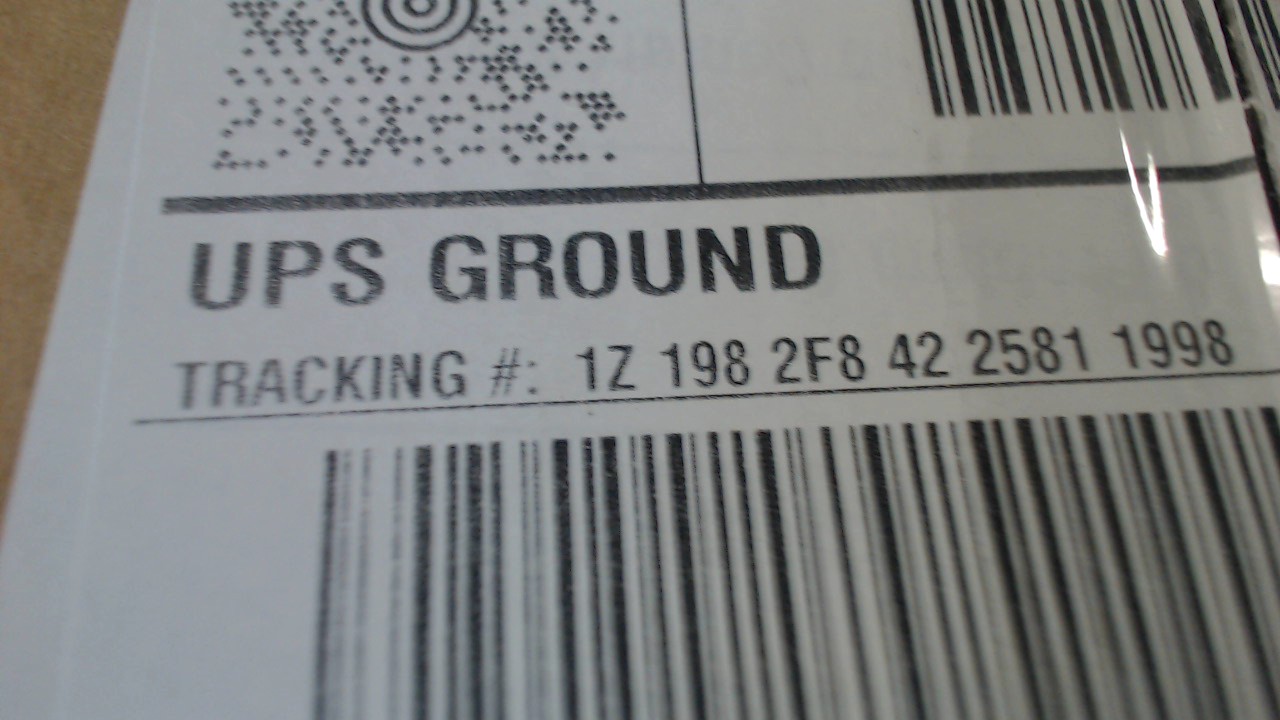 UPS GROUND
TRACKING #: 1Z 198 2F8 42 2581 1998